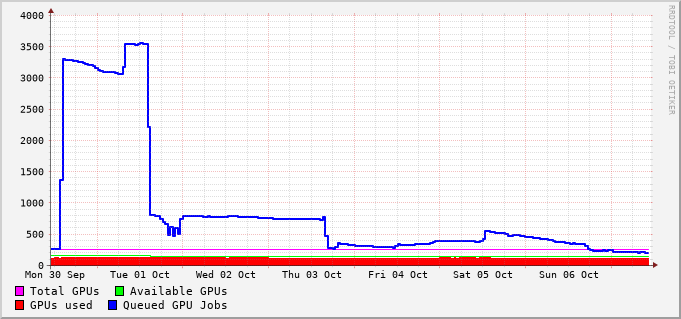 4000
3500
3000
2500
2000
1500
1000
500
0
Mon 30 Sep Tue 01 Oct Wed 02 Oct Thu 03 Oct Fri 04 Oct Sat 05 Oct Sun 06 Oct
Total GPUs Available GPUs
GPUs used Queued GPU Jobs
RRDTOOL / TOBI OETIKER